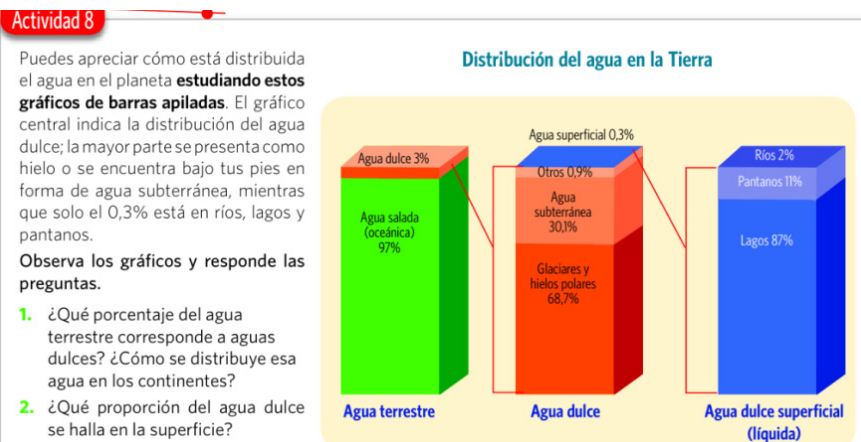 Actividad 8
Puedes apreciar cómo está distribuida
el agua en el planeta estudiando estos
gráficos de barras apiladas. El gráfico
central indica la distribución del agua
dulce; la mayor parte se presenta como
hielo o se encuentra bajo tus pies en
forma de agua subterránea, mientras
que solo el 0,3% está en ríos, lagos y
pantanos.
Observa los gráficos y responde las
preguntas.
1. ¿Qué porcentaje del agua
terrestre corresponde a aguas
dulces? ¿Cómo se distribuye esa
agua en los continentes?
2. ¿Qué proporción del agua dulce
se halla en la superficie?
Distribución del agua en la Tierra
Agua dulce 3%
Agua salada
(oceánica)
97%
Agua terrestre
Agua superficial 0,3%
Otros 0,9%
Agua
subterránea
30,1%
Glaciares y
hielos polares
68,7%
Agua dulce
Ríos 2%
Pantanos 11%
Lagos 87%
Agua dulce superficial
(líquida)